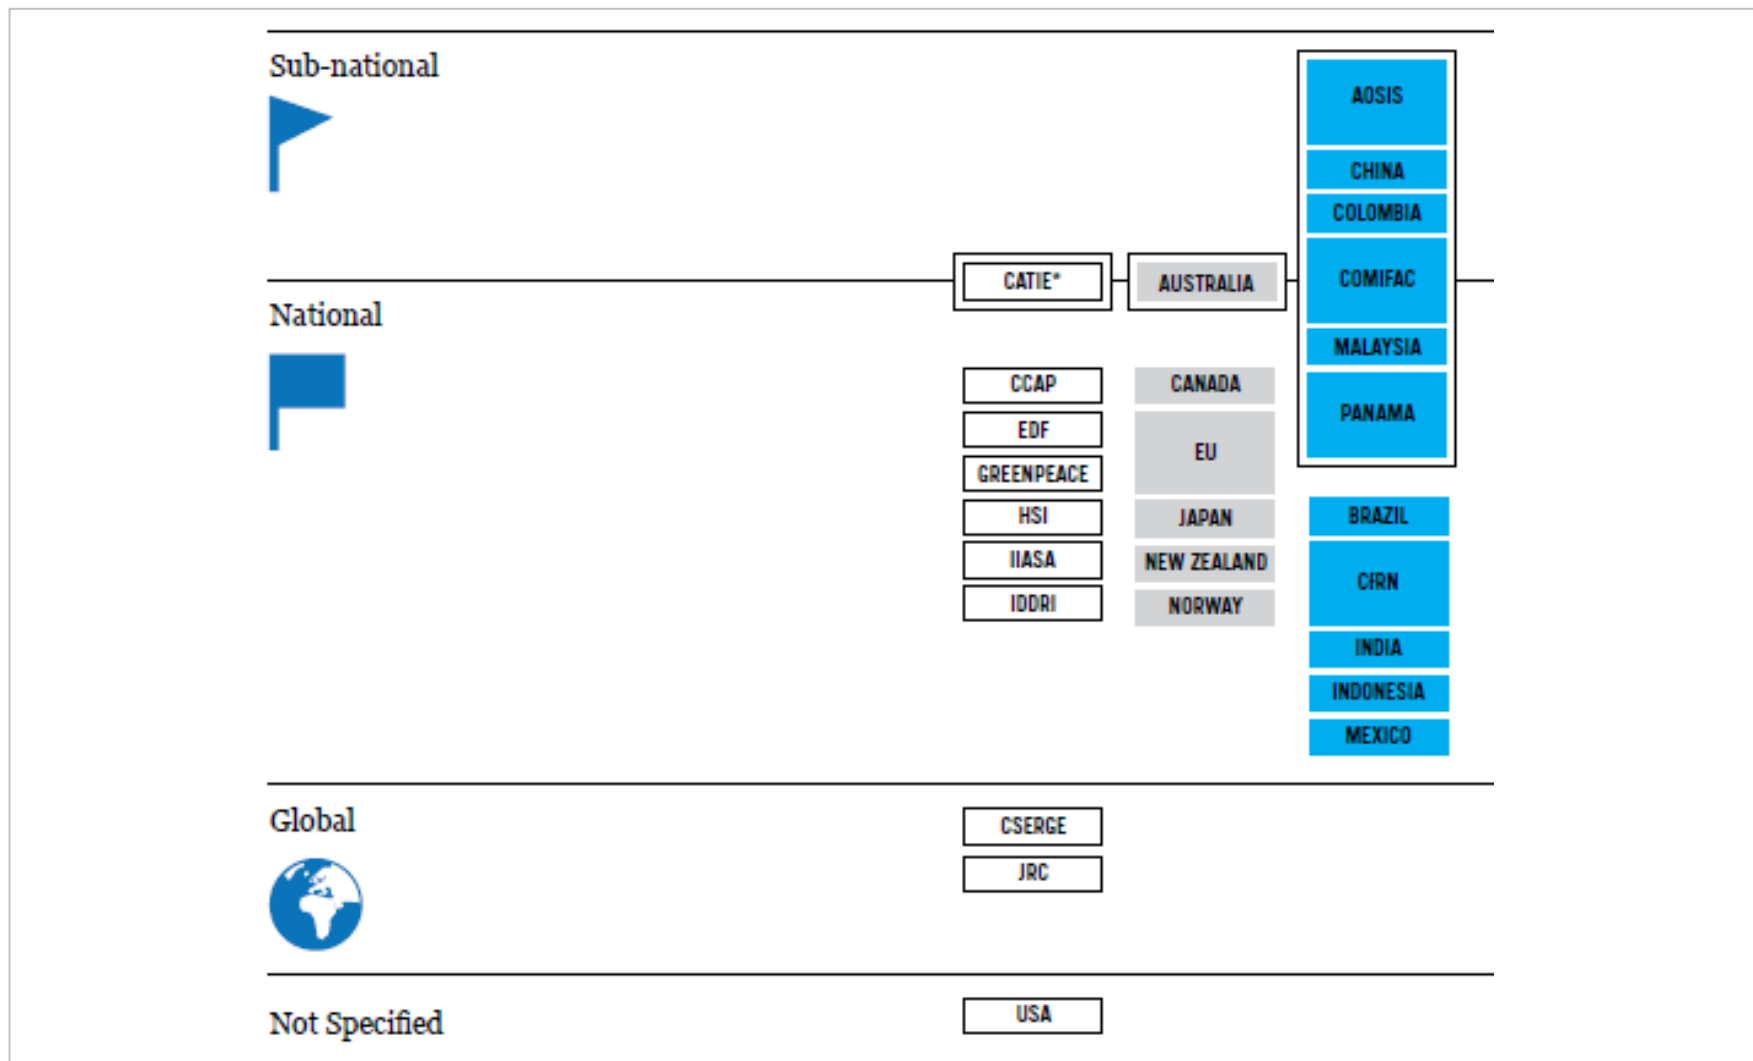 Sub-national
AOSIS
CHINA
COLOMBIA
CATIE*
AUSTRALIA
COMIFAC
National
MALAYSIA
CCAP
CANADA
PANAMA
EDF
EU
GREENPEACE
HSI
JAPAN
BRAZIL
IIASA
NEW ZEALAND
CfRN
IDDRI
NORWAY
INDIA
INDONESIA
MEXICO
Global
CSERGE
JRC
Not Specified
USA